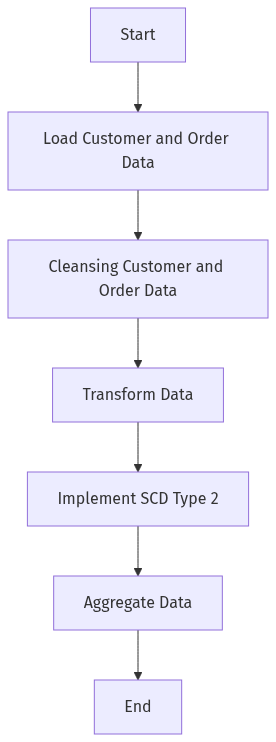 Start
Load Customer and Order
Data
Cleansing Customer and
Order Data
Transform Data
Implement SCD Type 2
Aggregate Data
End